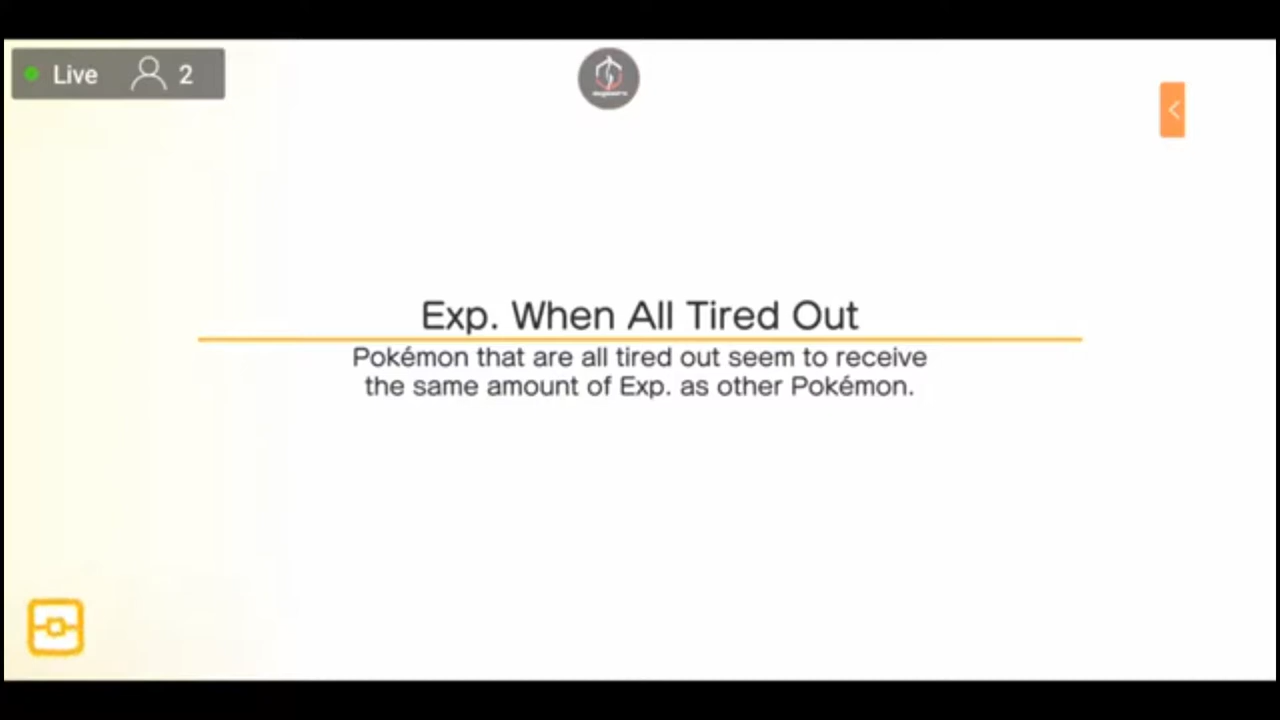 Live 2
Exp. When All Tired Out
Pokémon that are all tired out seem to receive
the same amount of Exp. as other Pokémon.